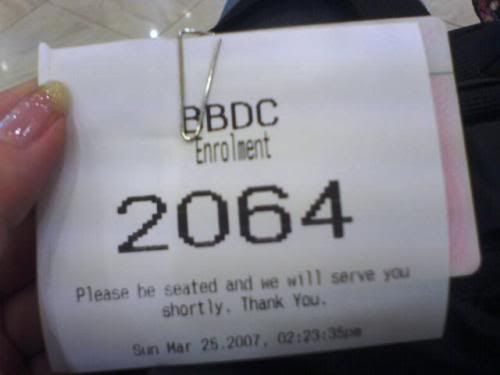 BBDC
Enrolment
2064
Please be seated and we will serve you
shortly. Thank You.
Sun Mar 25.2007, 02:23:35pm